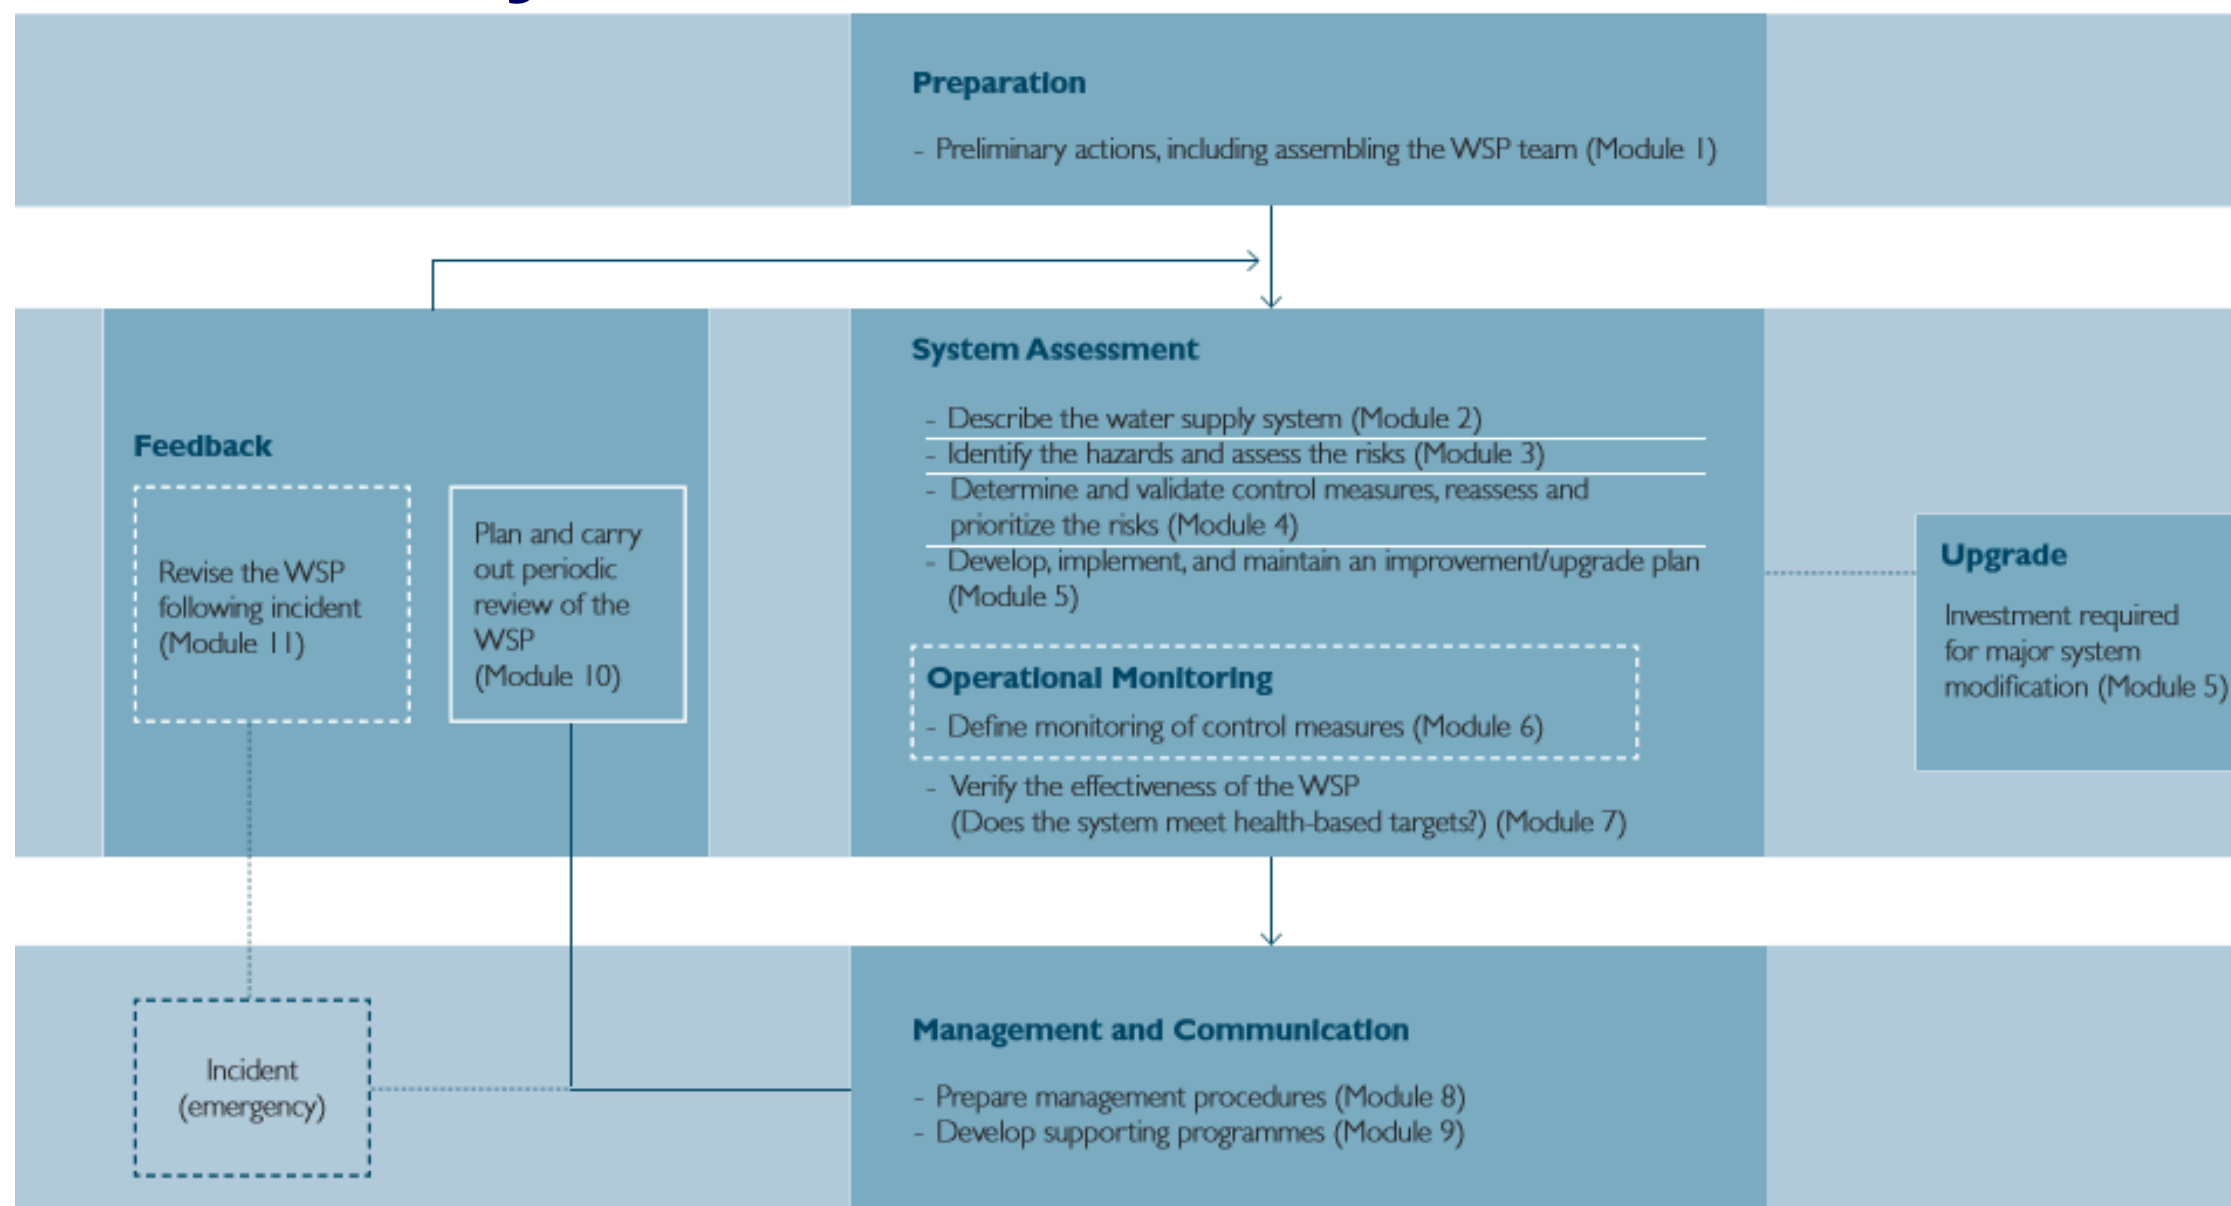 Preparation
- Preliminary actions, including assembling the WSP team (Module 1)
Feedback
Revise the WSP
following incident
(Module 11)
Plan and carry
out periodic
review of the
WSP
(Module 10)
System Assessment
- Describe the water supply system (Module 2)
- Identify the hazards and assess the risks (Module 3)
- Determine and validate control measures, reassess and
prioritize the risks (Module 4)
- Develop, implement, and maintain an improvement/upgrade plan
(Module 5)
Operational Monitoring
- Define monitoring of control measures (Module 6)
- Verify the effectiveness of the WSP
(Does the system meet health-based targets?) (Module 7)
Upgrade
Investment required
for major system
modification (Module 5)
Incident
(emergency)
Management and Communication
- Prepare management procedures (Module 8)
- Develop supporting programmes (Module 9)